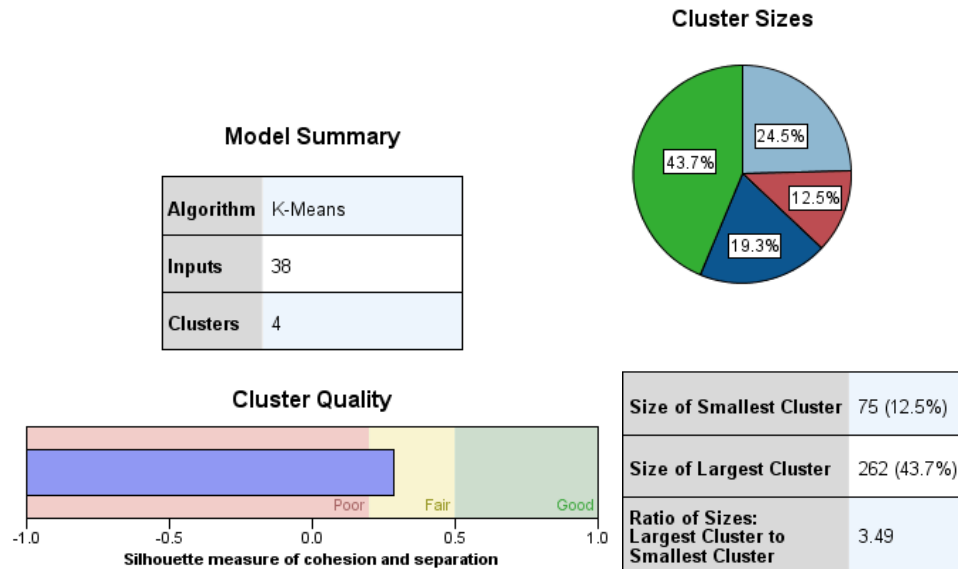 Cluster Sizes
24.5%
43.7%
12.5%
19.3%
Model Summary
Algorithm K-Means
Inputs 38
Clusters 4
Cluster Quality
Poor Fair Good
-1.0 -0.5 0.0 0.5 1.0
Silhouette measure of cohesion and separation
Size of Smallest Cluster 75 (12.5%)
Size of Largest Cluster 262 (43.7%)
Ratio of Sizes:
Largest Cluster to 3.49
Smallest Cluster